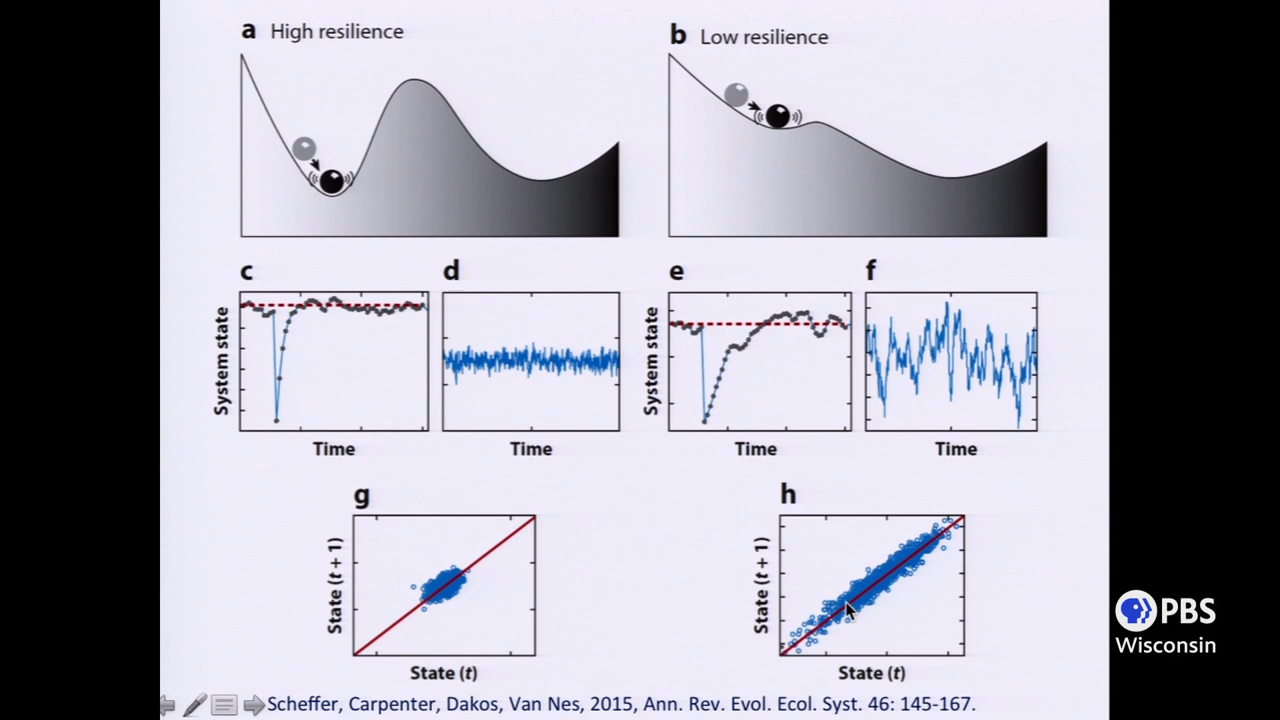 a High resilience
b Low resilience
c
d
e
f
System state
Time
Time
System state
Time
Time
g
h
State (t + 1)
State (t)
State (t + 1)
State (t)
PBS
Wisconsin
Scheffer, Carpenter, Dakos, Van Nes, 2015, Ann. Rev. Evol. Ecol. Syst. 46: 145-167.